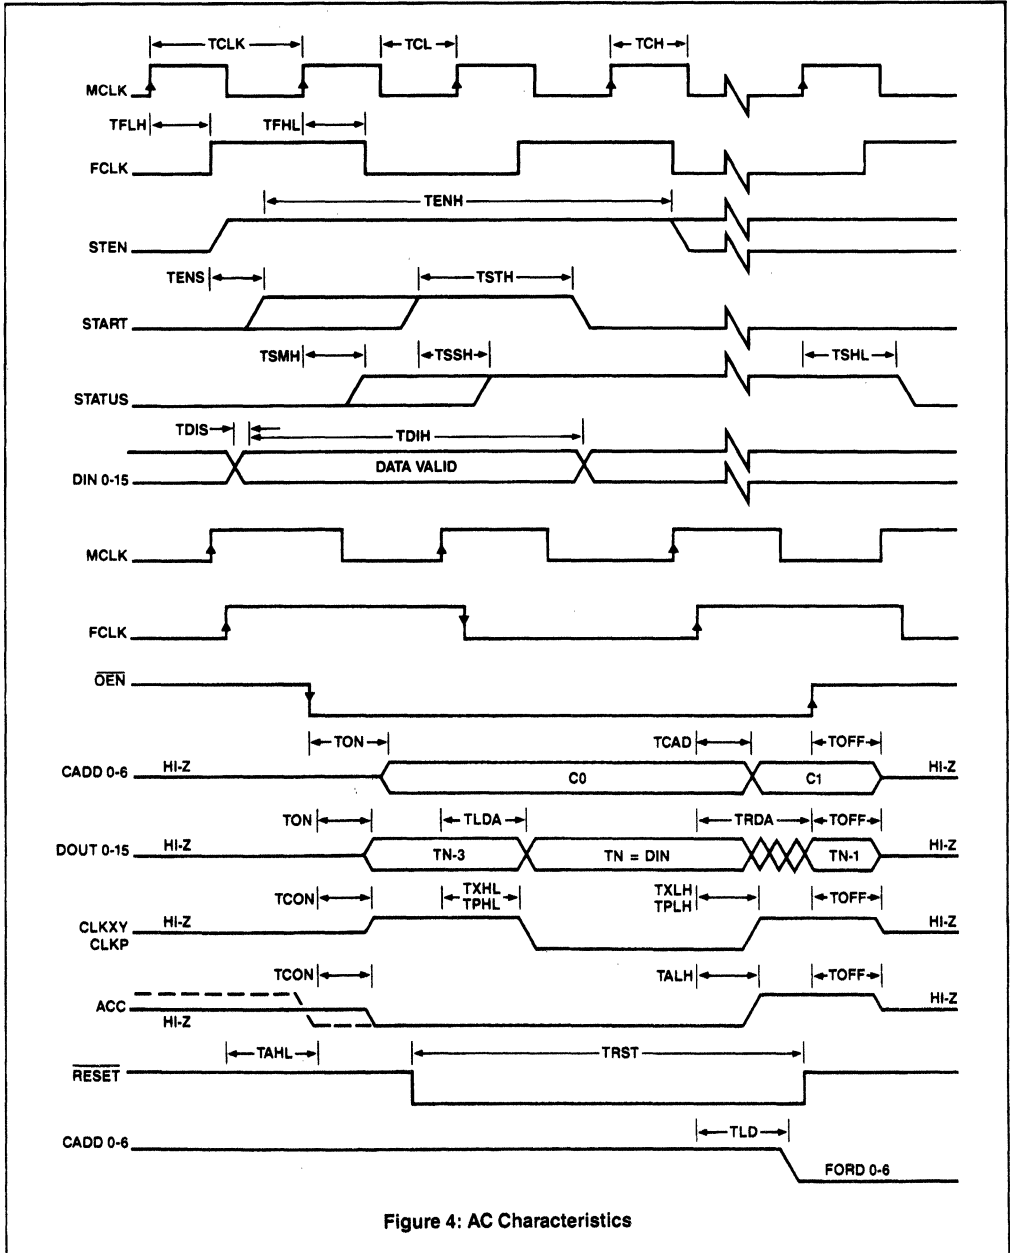 TCLK TCL TCH
MCLK
TFLH TFHL
FCLK
TENH
STEN
TENS TSTH
START
TSMH TSSH TSHL
STATUS
TDIS TDIH
DATA VALID
DIN 0-15
MCLK
FCLK
OEN
TON TCAD TOFF
CADD 0-6 HI-Z C0 C1 HI-Z
TON TLDA TRDA TOFF
DOUT 0-15 HI-Z TN-3 TN = DIN TN-1 HI-Z
TCON TXHL TXLH TOFF
TPHL TPLH
CLKXY HI-Z HI-Z
CLKP
TCON TALH TOFF
ACC HI-Z HI-Z
TAHL TRST
RESET
TLD
CADD 0-6
FORD 0-6
Figure 4: AC Characteristics